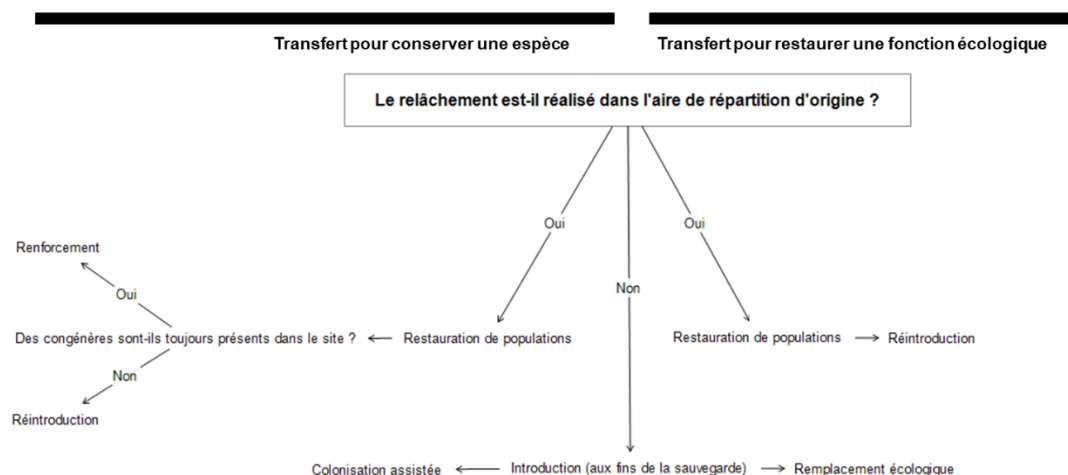 Transfert pour conserver une espèce
Transfert pour restaurer une fonction écologique
Le relâchement est-il réalisé dans l'aire de répartition d'origine ?
Oui
Oui
Renforcement
Non
Oui
Des congénères sont-ils toujours présents dans le site ?
Restauration de populations
Restauration de populations
Réintroduction
Non
Réintroduction
Colonisation assistée
Introduction (aux fins de la sauvegarde)
Remplacement écologique